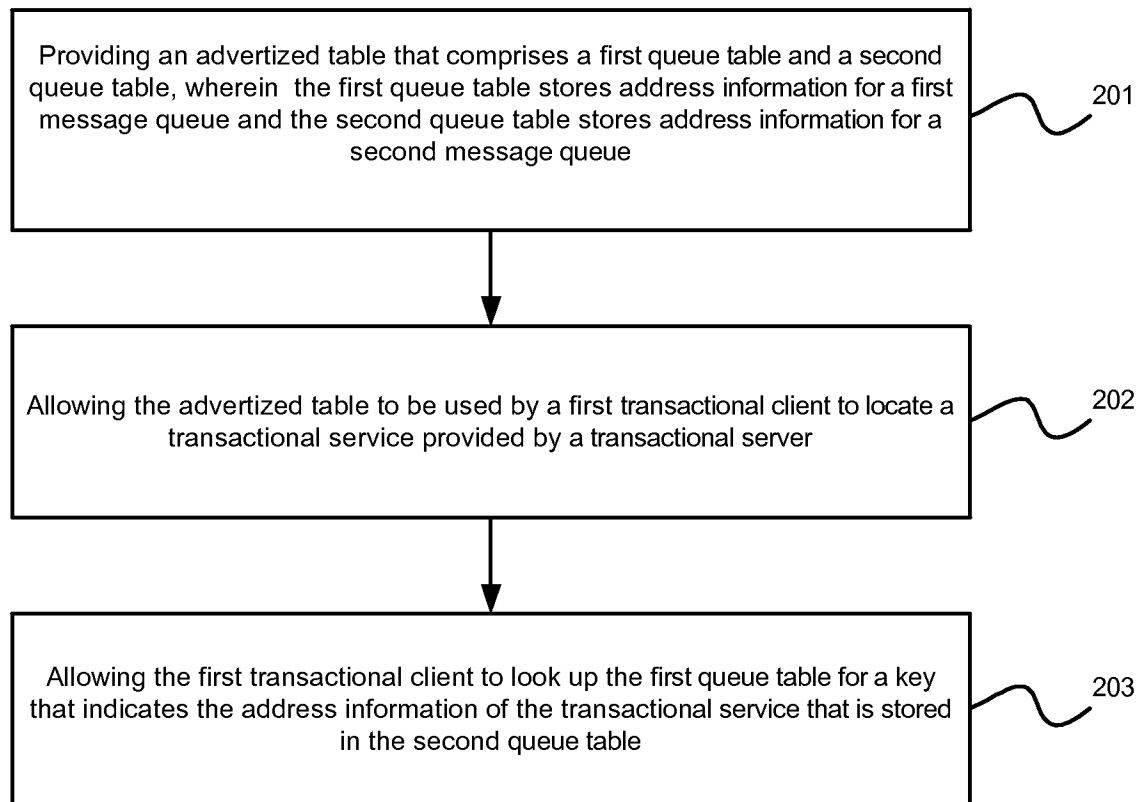 Providing an advertized table that comprises a first queue table and a second
queue table, wherein the first queue table stores address information for a first
message queue and the second queue table stores address information for a
second message queue
201
Allowing the advertized table to be used by a first transactional client to locate a
transactional service provided by a transactional server
202
Allowing the first transactional client to look up the first queue table for a key
that indicates the address information of the transactional service that is stored
in the second queue table
203